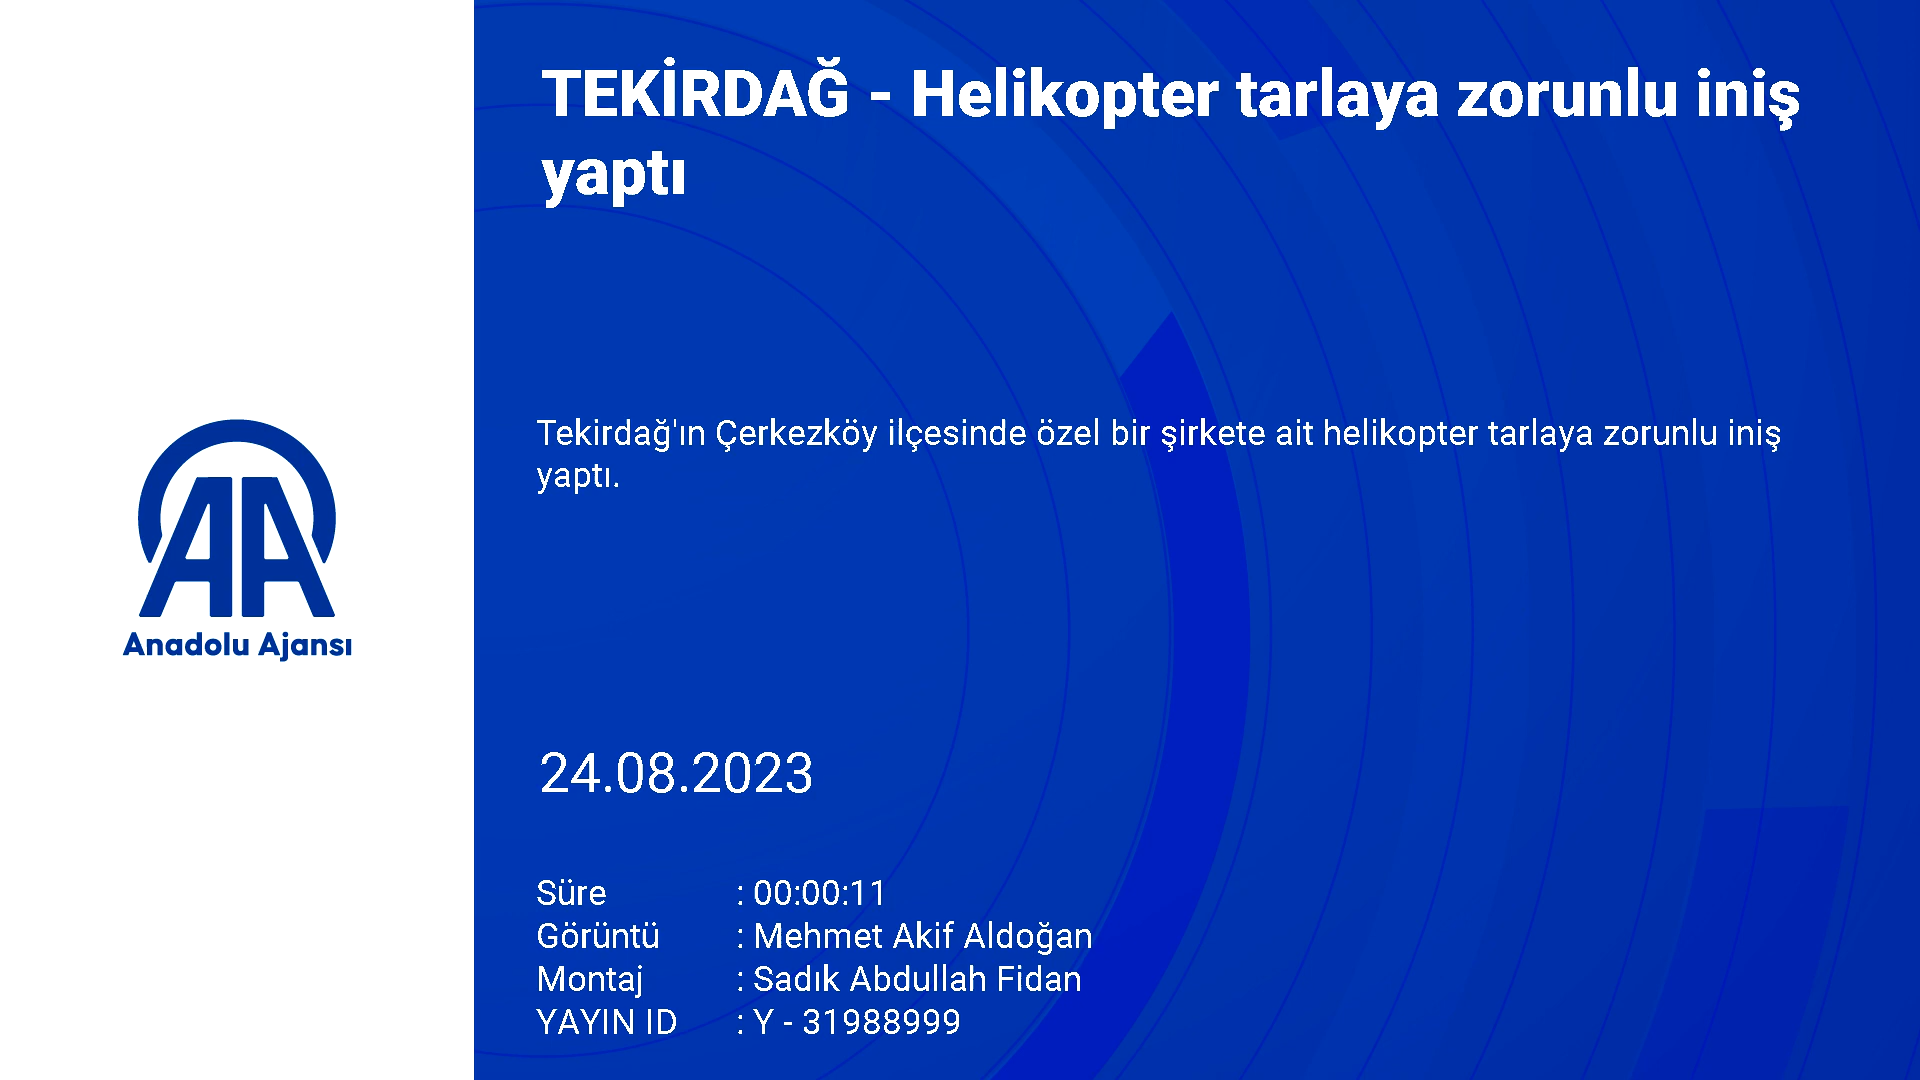 TEKİRDAĞ - Helikopter tarlaya zorunlu iniş
yaptı
Tekirdağ'ın Çerkezköy ilçesinde özel bir şirkete ait helikopter tarlaya zorunlu iniş
yaptı.
AA
Anadolu Ajansı
24.08.2023
Süre : 00:00:11
Görüntü : Mehmet Akif Aldoğan
Montaj : Sadık Abdullah Fidan
YAYIN ID : Y - 31988999